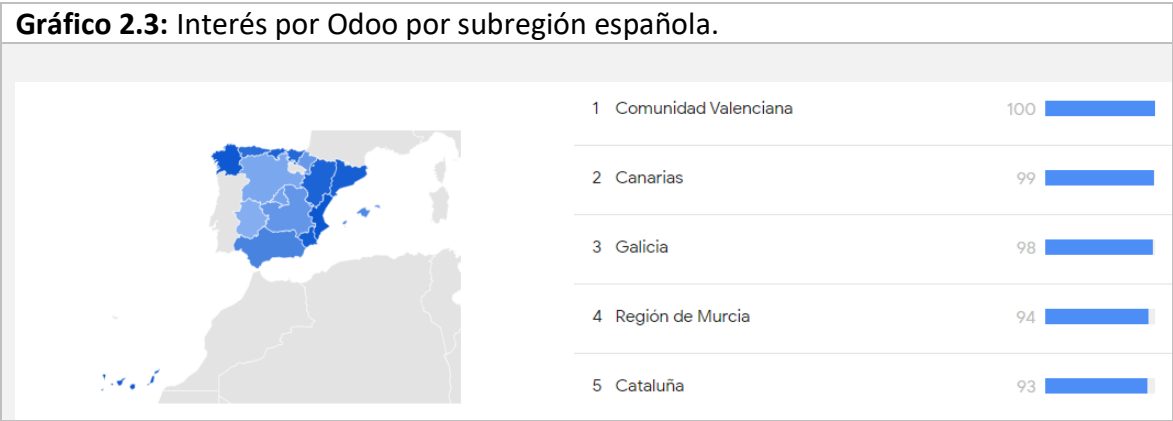 Gráfico 2.3: Interés por Odoo por subregión española.
1 Comunidad Valenciana 100
2 Canarias 99
3 Galicia 98
4 Región de Murcia 94
5 Cataluña 93